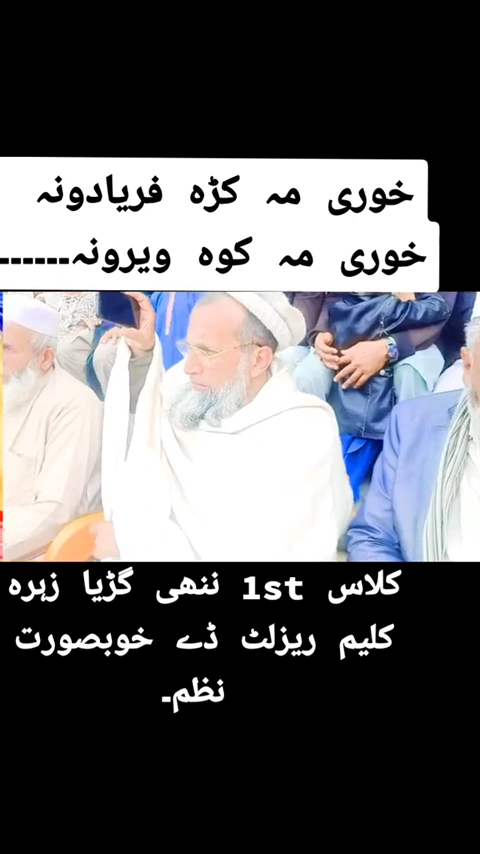 خوری مہ کڑہ فریادونہ
خوری مہ کوہ ویرونہ------
کلاس 1st ننھی گڑیا زہرہ
کلیم ریزلٹ ڈے خوبصورت
نظم۔